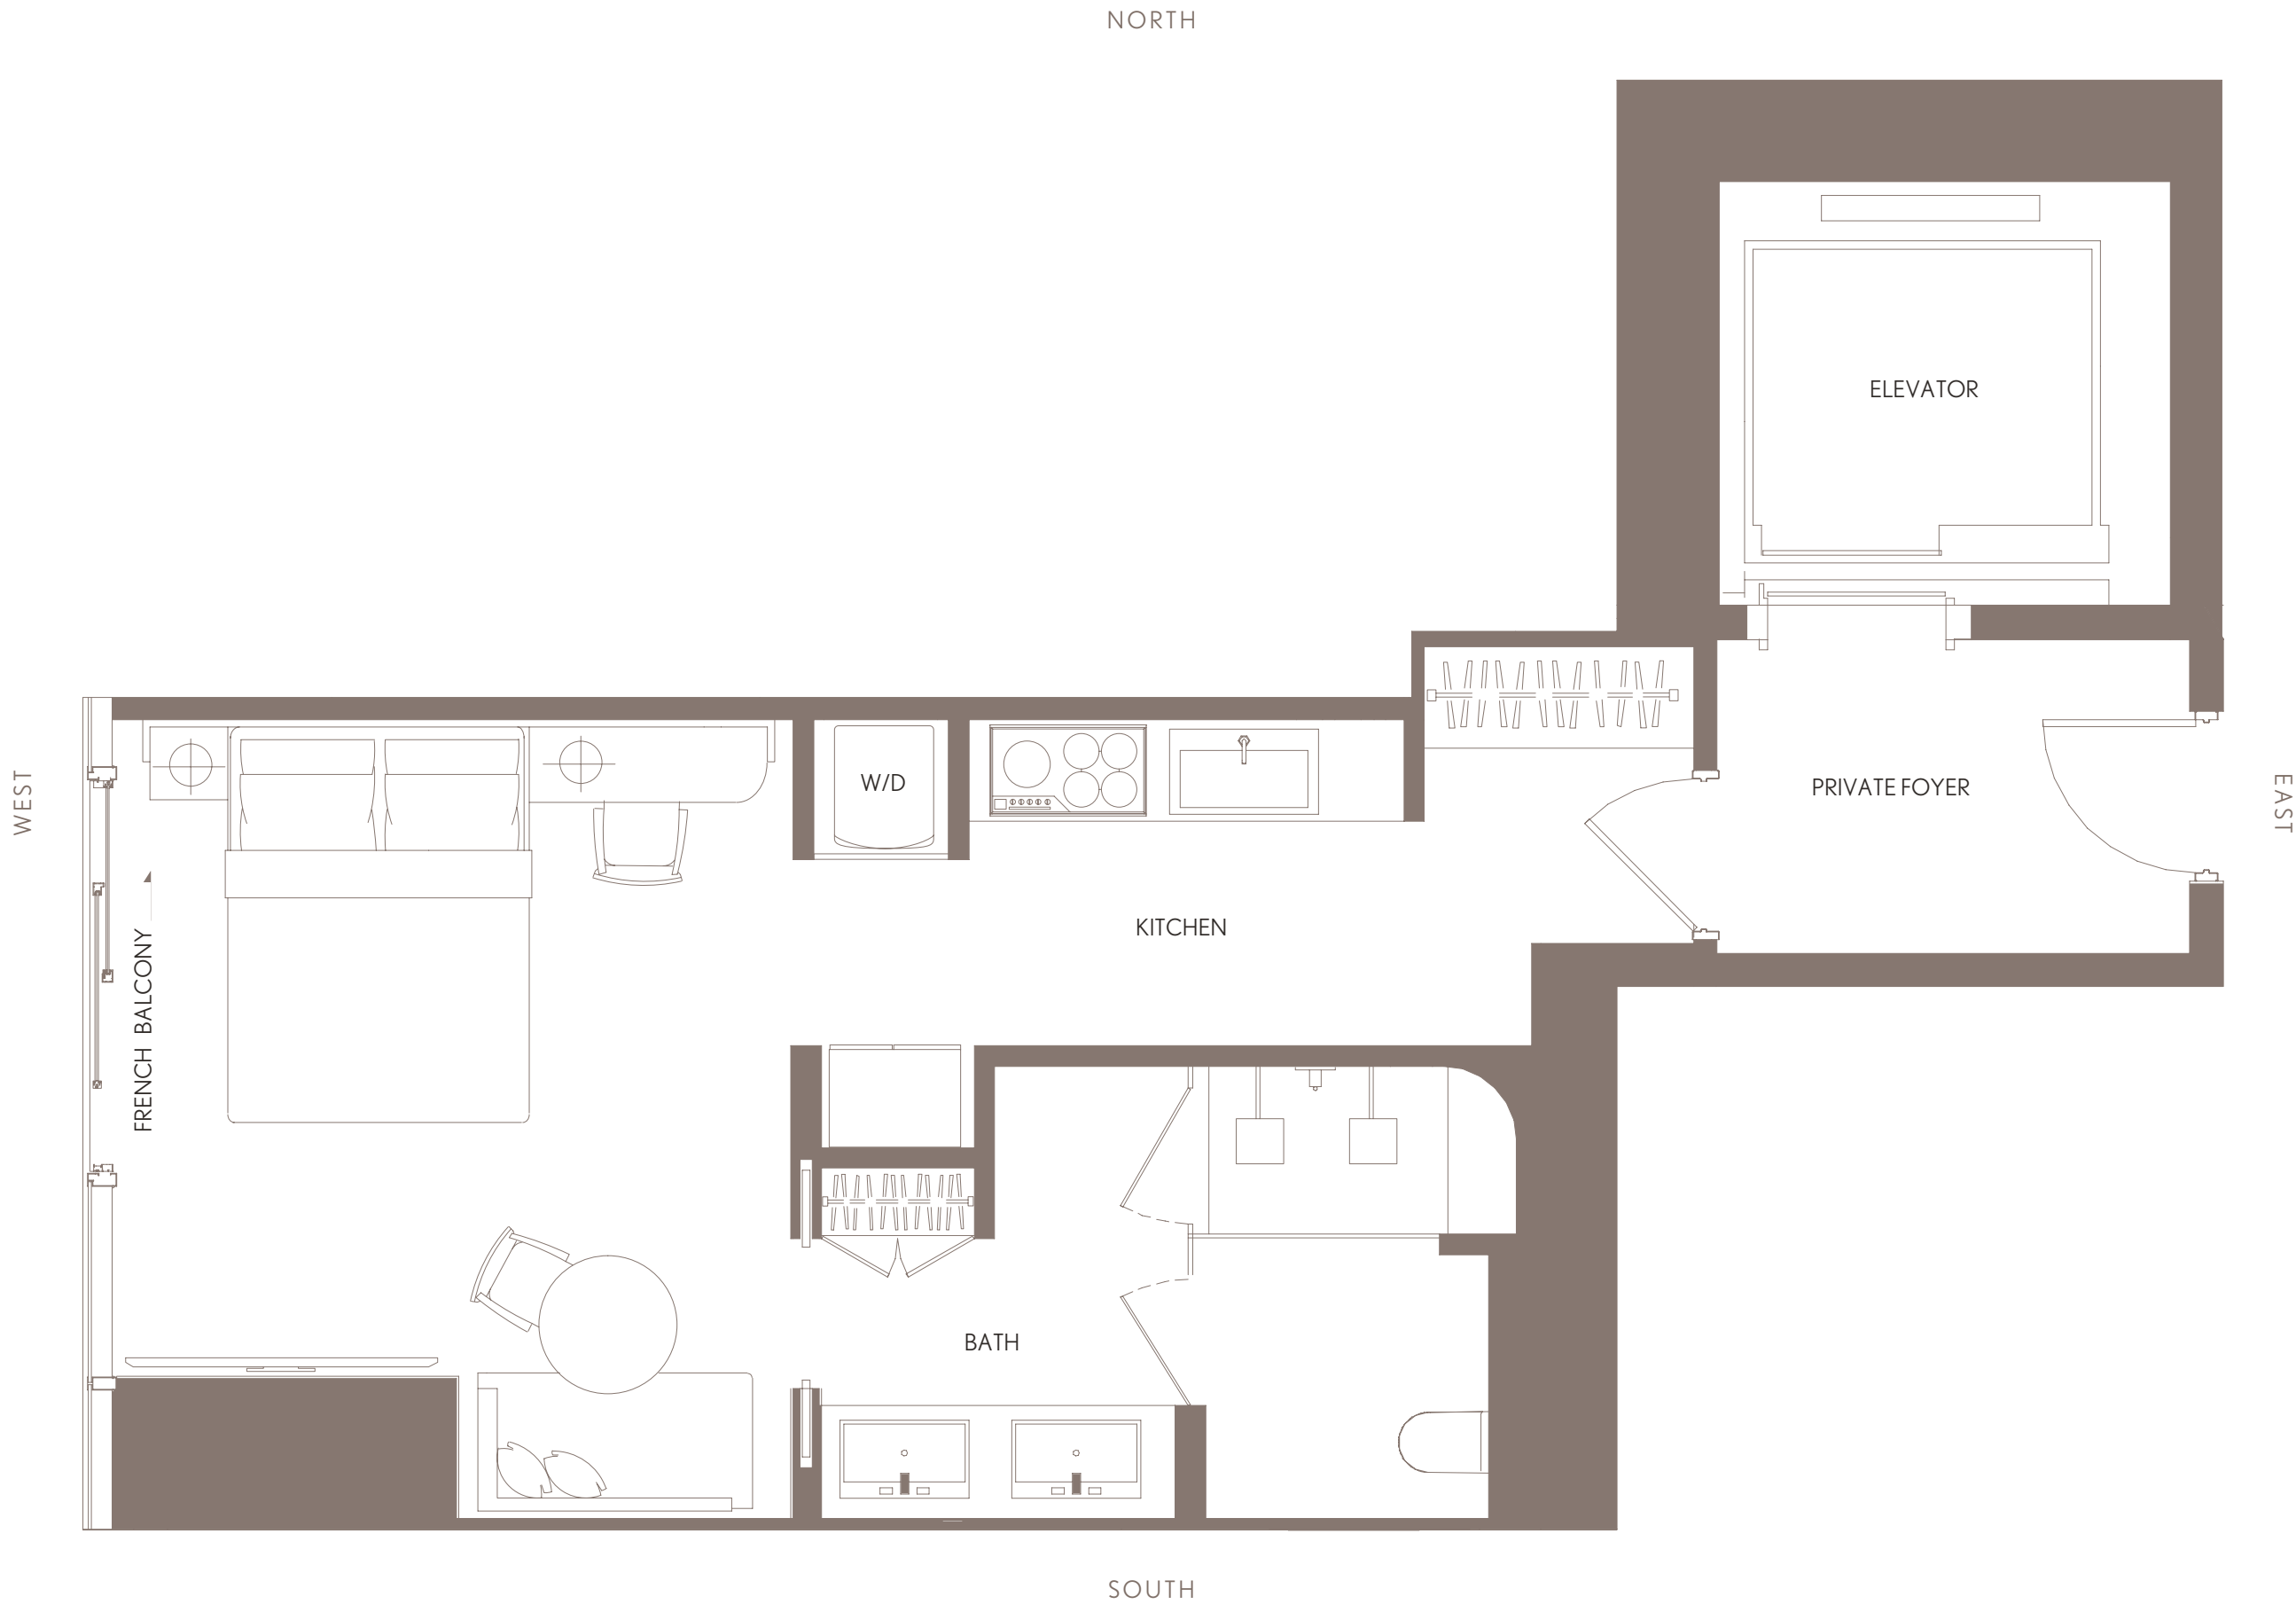 NORTH
ELEVATOR
W/D
PRIVATE FOYER
WEST
EAST
KITCHEN
FRENCH BALCONY
BATH
SOUTH